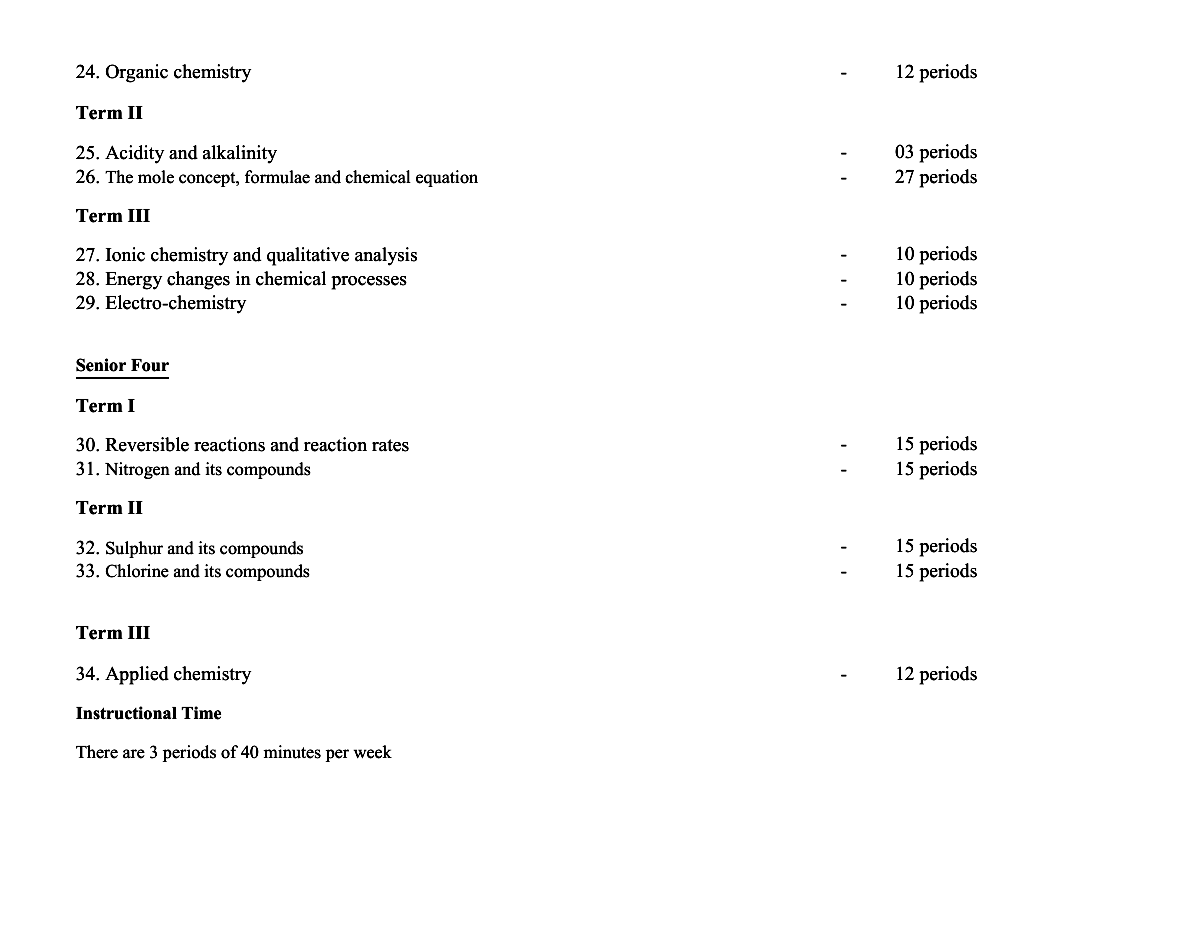 24. Organic chemistry - 12 periods
Term II
25. Acidity and alkalinity - 03 periods
26. The mole concept, formulae and chemical equation - 27 periods
Term III
27. Ionic chemistry and qualitative analysis - 10 periods
28. Energy changes in chemical processes - 10 periods
29. Electro-chemistry - 10 periods
Senior Four
Term I
30. Reversible reactions and reaction rates - 15 periods
31. Nitrogen and its compounds - 15 periods
Term II
32. Sulphur and its compounds - 15 periods
33. Chlorine and its compounds - 15 periods
Term III
34. Applied chemistry - 12 periods
Instructional Time
There are 3 periods of 40 minutes per week